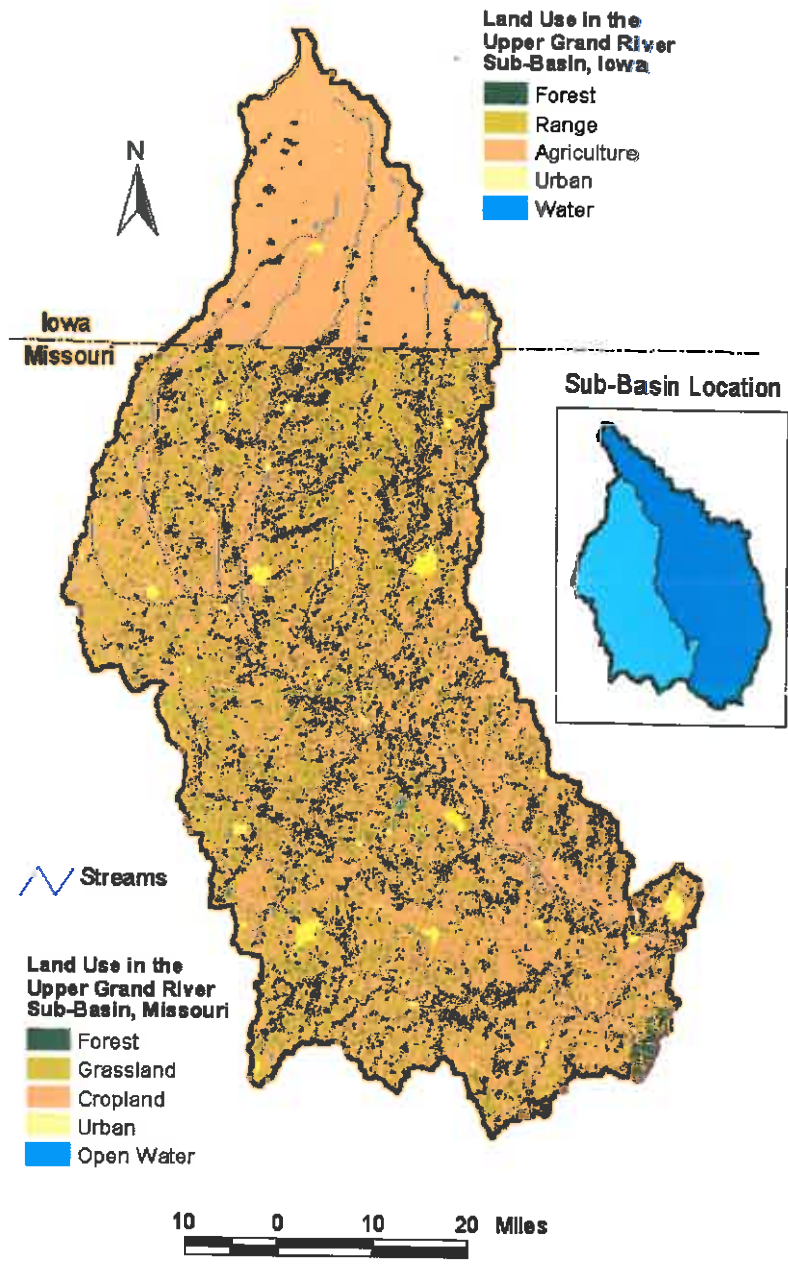 Land Use in the
Upper Grand River
Sub-Basin, Iowa
Forest
Range
Agriculture
Urban
Water
N
Iowa
Missouri
Sub-Basin Location
Streams
Land Use in the
Upper Grand River
Sub-Basin, Missouri
Forest
Grassland
Cropland
Urban
Open Water
10 0 10 20 Miles